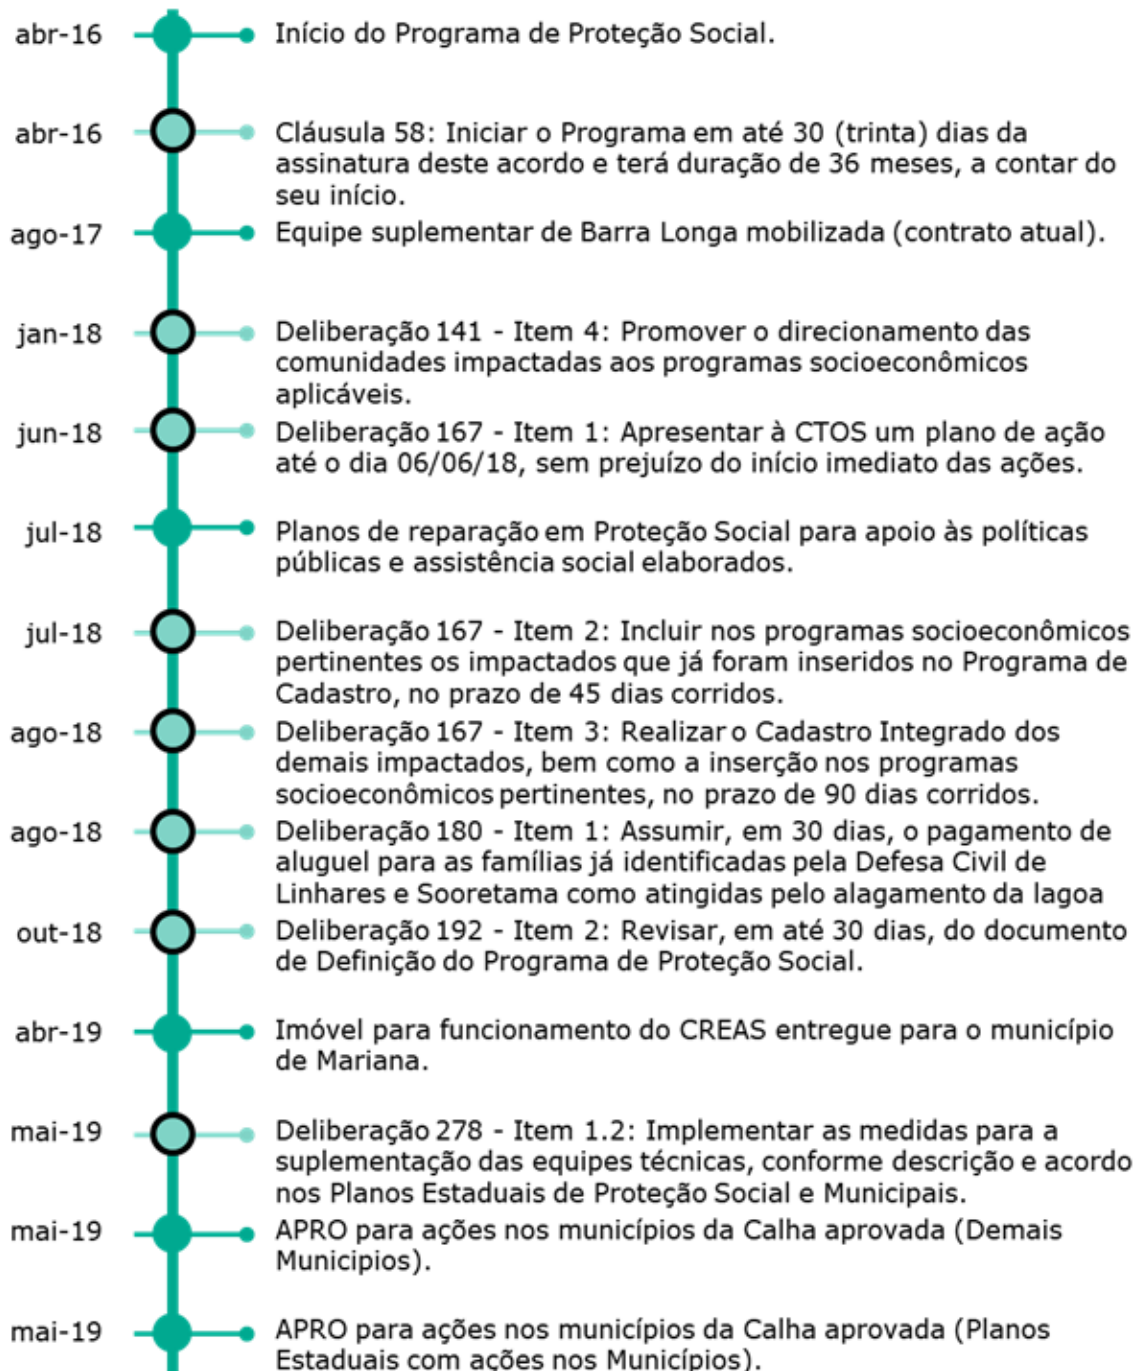 abr-16 Início do Programa de Proteção Social.
abr-16 Cláusula 58: Iniciar o Programa em até 30 (trinta) dias da
assinatura deste acordo e terá duração de 36 meses, a contar do
seu início.
ago-17 Equipe suplementar de Barra Longa mobilizada (contrato atual).
jan-18 Deliberação 141 - Item 4: Promover o direcionamento das
comunidades impactadas aos programas socioeconômicos
aplicáveis.
jun-18 Deliberação 167 - Item 1: Apresentar à CTOS um plano de ação
até o dia 06/06/18, sem prejuízo do início imediato das ações.
jul-18 Planos de reparação em Proteção Social para apoio às políticas
públicas e assistência social elaborados.
jul-18 Deliberação 167 - Item 2: Incluir nos programas socioeconômicos
pertinentes os impactados que já foram inseridos no Programa de
Cadastro, no prazo de 45 dias corridos.
ago-18 Deliberação 167 - Item 3: Realizar o Cadastro Integrado dos
demais impactados, bem como a inserção nos programas
socioeconômicos pertinentes, no prazo de 90 dias corridos.
ago-18 Deliberação 180 - Item 1: Assumir, em 30 dias, o pagamento de
aluguel para as famílias já identificadas pela Defesa Civil de
Linhares e Sooretama como atingidas pelo alagamento da lagoa
out-18 Deliberação 192 - Item 2: Revisar, em até 30 dias, do documento
de Definição do Programa de Proteção Social.
abr-19 Imóvel para funcionamento do CREAS entregue para o município
de Mariana.
mai-19 Deliberação 278 - Item 1.2: Implementar as medidas para a
suplementação das equipes técnicas, conforme descrição e acordo
nos Planos Estaduais de Proteção Social e Municipais.
mai-19 APRO para ações nos municípios da Calha aprovada (Demais
Municipios).
mai-19 APRO para ações nos municípios da Calha aprovada (Planos
Estaduais com ações nos Municípios).